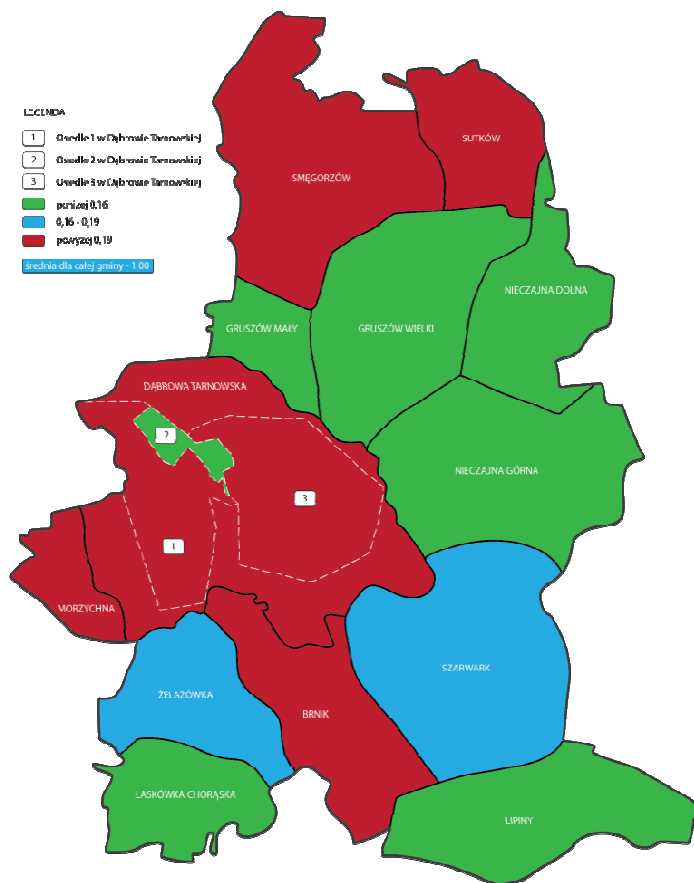 LEGENDA
1 Osiedle 1 w Dąbrowie Tarnowskiej
2 Osiedle 2 w Dąbrowie Tarnowskiej
3 Osiedle 3 w Dąbrowie Tarnowskiej
poniżej 0,16
0,16 - 0,19
powyżej 0,19
średnia dla całej gminy - 1.00
SUTKÓW
SMĘGORZÓW
NIECZAJNA DOLNA
GRUSZÓW MAŁY
GRUSZÓW WIELKI
DĄBROWA TARNOWSKA
2
NIECZAJNA GÓRNA
3
1
MORZYCHNA
SZARWARK
ŻELAZÓWKA
BRNIK
LASKÓWKA CHORĄSKA
LIPINY